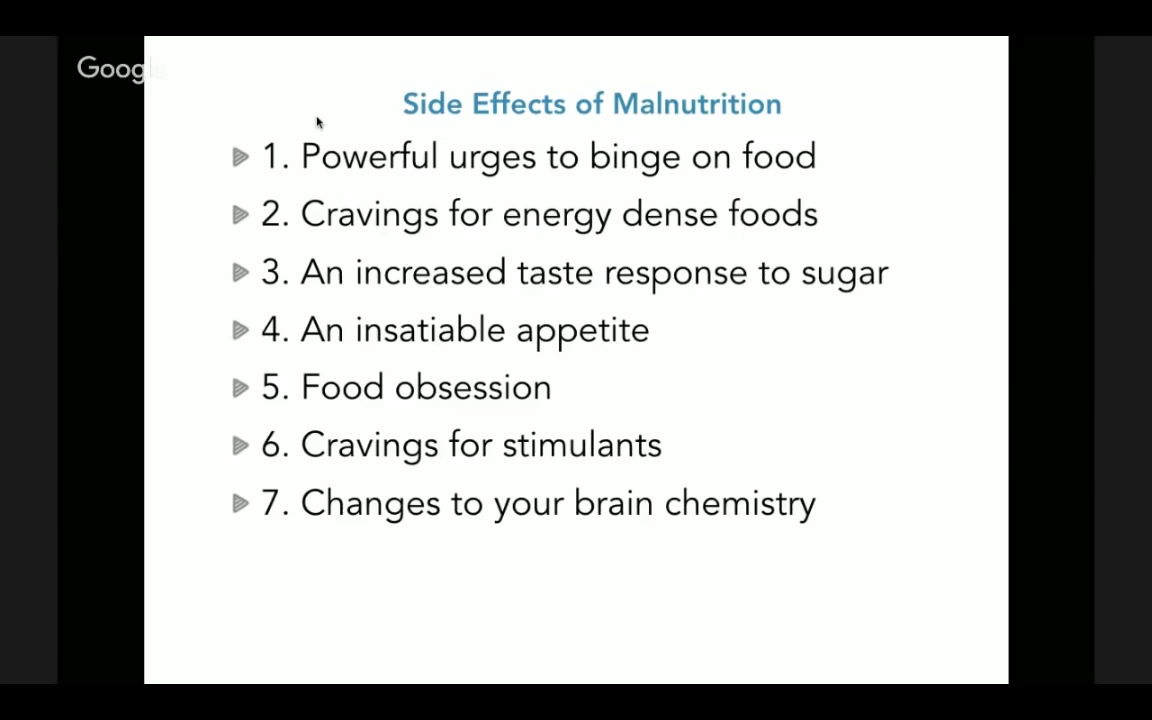 Google
Side Effects of Malnutrition
1. Powerful urges to binge on food
2. Cravings for energy dense foods
3. An increased taste response to sugar
4. An insatiable appetite
5. Food obsession
6. Cravings for stimulants
7. Changes to your brain chemistry